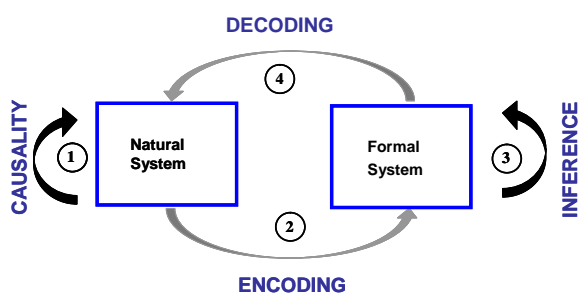 DECODING
4
CAUSALITY
1
Natural
System
Formal
System
3
INFERENCE
2
ENCODING